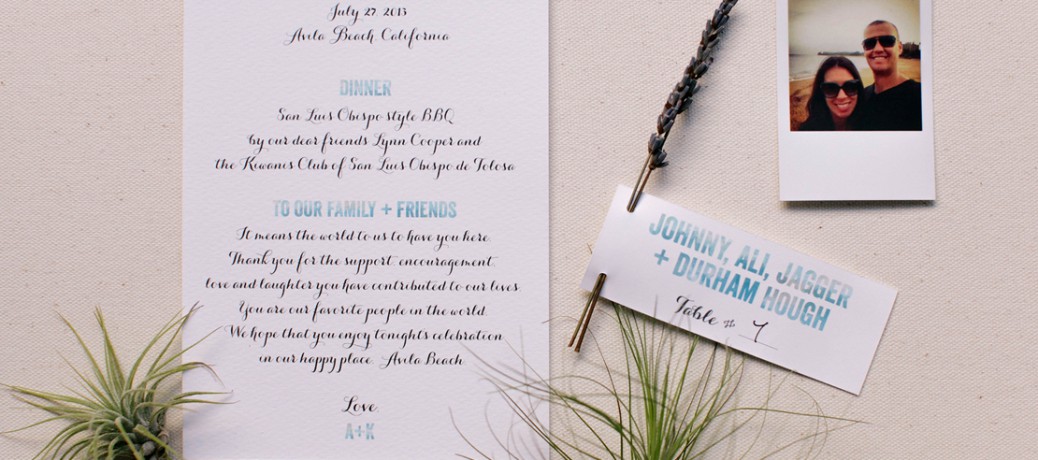 July 27, 2013
Avila Beach, California
DINNER
San Luis Obispo style BBQ
by our dear friends Lynn Cooper and
the Kiwanis Club of San Luis Obispo de Tolosa
TO OUR FAMILY + FRIENDS
It means the world to us to have you here.
Thank you for the support, encouragement,
love and laughter you have contributed to our lives.
You are our favorite people in the world.
We hope that you enjoy tonights celebration
in our happy place, Avila Beach
Love,
A+K
JOHNNY, ALI, JAGGER
+ DURHAM HOUGH
Table № 7